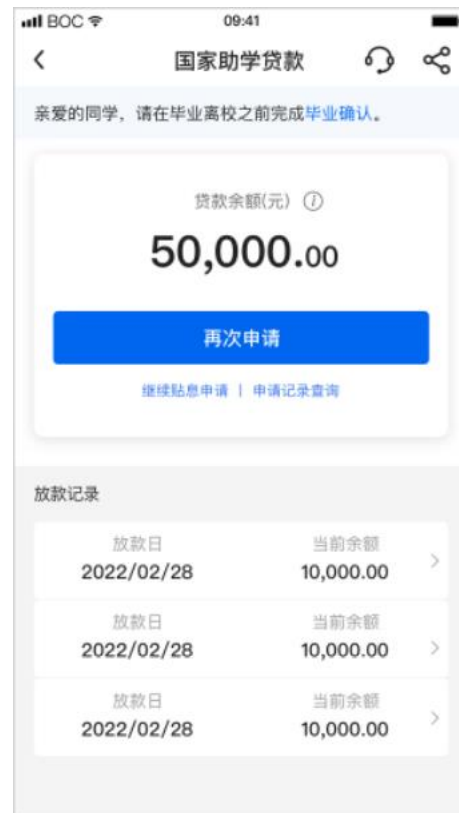 BOC 09:41
国家助学贷款
亲爱的同学，请在毕业离校之前完成毕业确认。
贷款余额(元)
50,000.00
再次申请
继续贴息申请 | 申请记录查询
放款记录
放款日 当前余额
2022/02/28 10,000.00
放款日 当前余额
2022/02/28 10,000.00
放款日 当前余额
2022/02/28 10,000.00